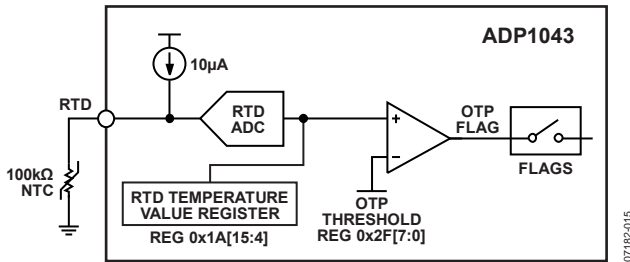 ADP1043
10µA
RTD
RTD
ADC
+
−
OTP
FLAG
FLAGS
100kΩ
NTC
RTD TEMPERATURE
VALUE REGISTER
REG 0x1A[15:4]
OTP
THRESHOLD
REG 0x2F[7:0]
07182-015